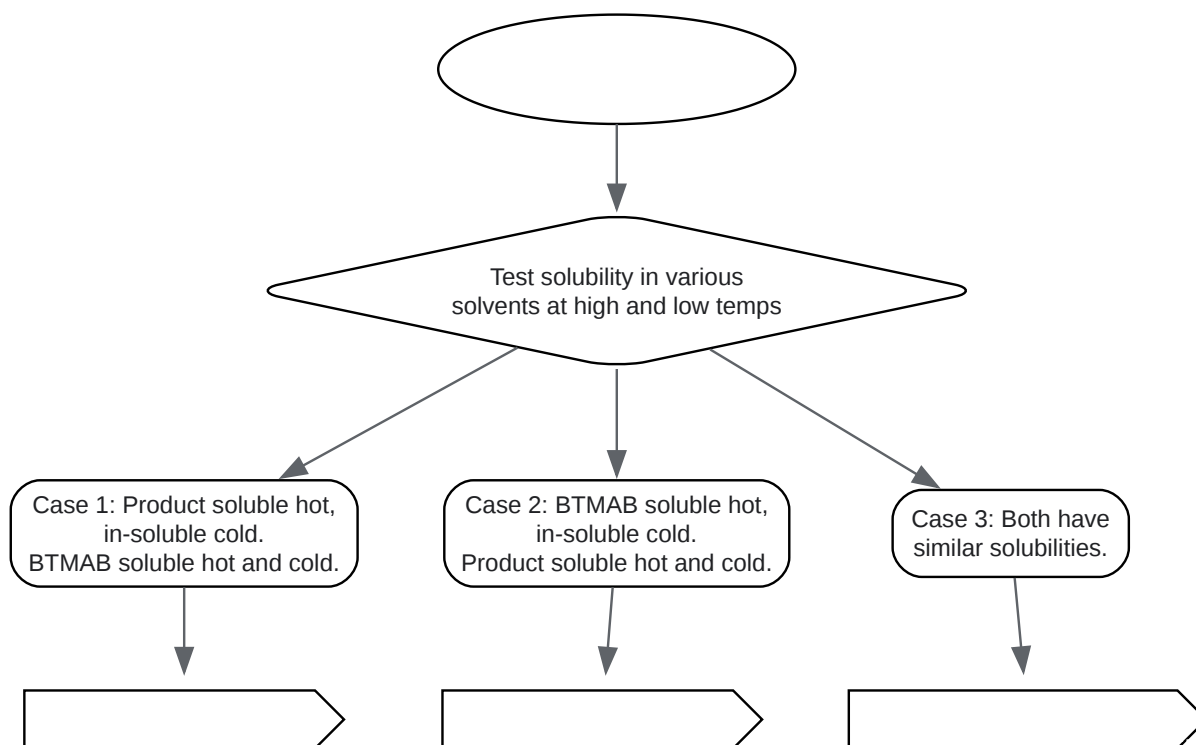 Test solubility in various
solvents at high and low temps
Case 1: Product soluble hot,
in-soluble cold.
BTMAB soluble hot and cold.
Case 2: BTMAB soluble hot,
in-soluble cold.
Product soluble hot and cold.
Case 3: Both have
similar solubilities.